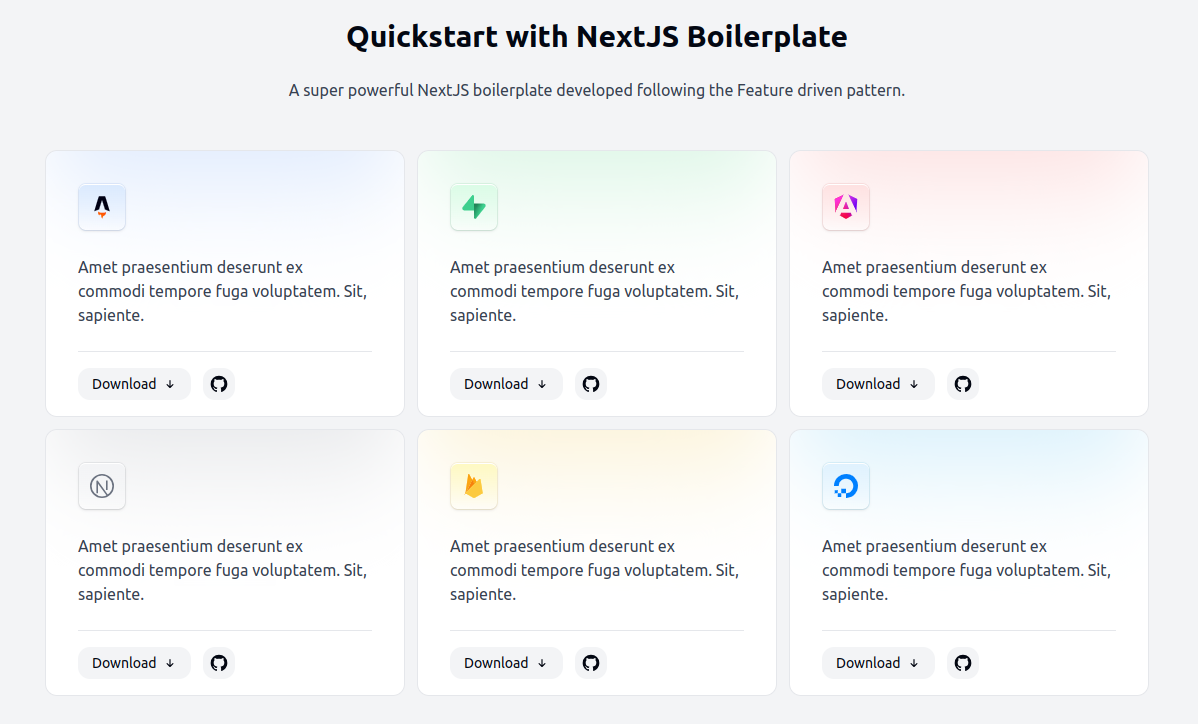 Quickstart with NextJS Boilerplate
A super powerful NextJS boilerplate developed following the Feature driven pattern.
Amet praesentium deserunt ex
commodi tempore fuga voluptatem. Sit,
sapiente.
Download
Amet praesentium deserunt ex
commodi tempore fuga voluptatem. Sit,
sapiente.
Download
Amet praesentium deserunt ex
commodi tempore fuga voluptatem. Sit,
sapiente.
Download
Amet praesentium deserunt ex
commodi tempore fuga voluptatem. Sit,
sapiente.
Download
Amet praesentium deserunt ex
commodi tempore fuga voluptatem. Sit,
sapiente.
Download
Amet praesentium deserunt ex
commodi tempore fuga voluptatem. Sit,
sapiente.
Download